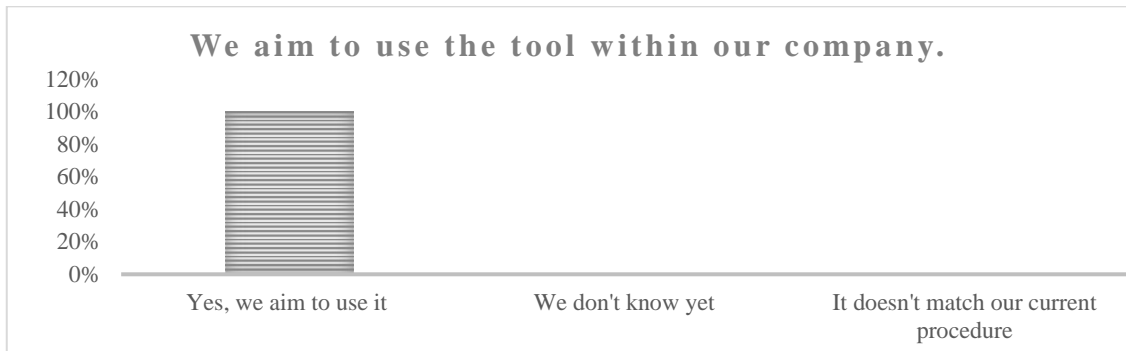 We aim to use the tool within our company.
120%
100%
80%
60%
40%
20%
0%
Yes, we aim to use it
We don't know yet
It doesn't match our current
procedure